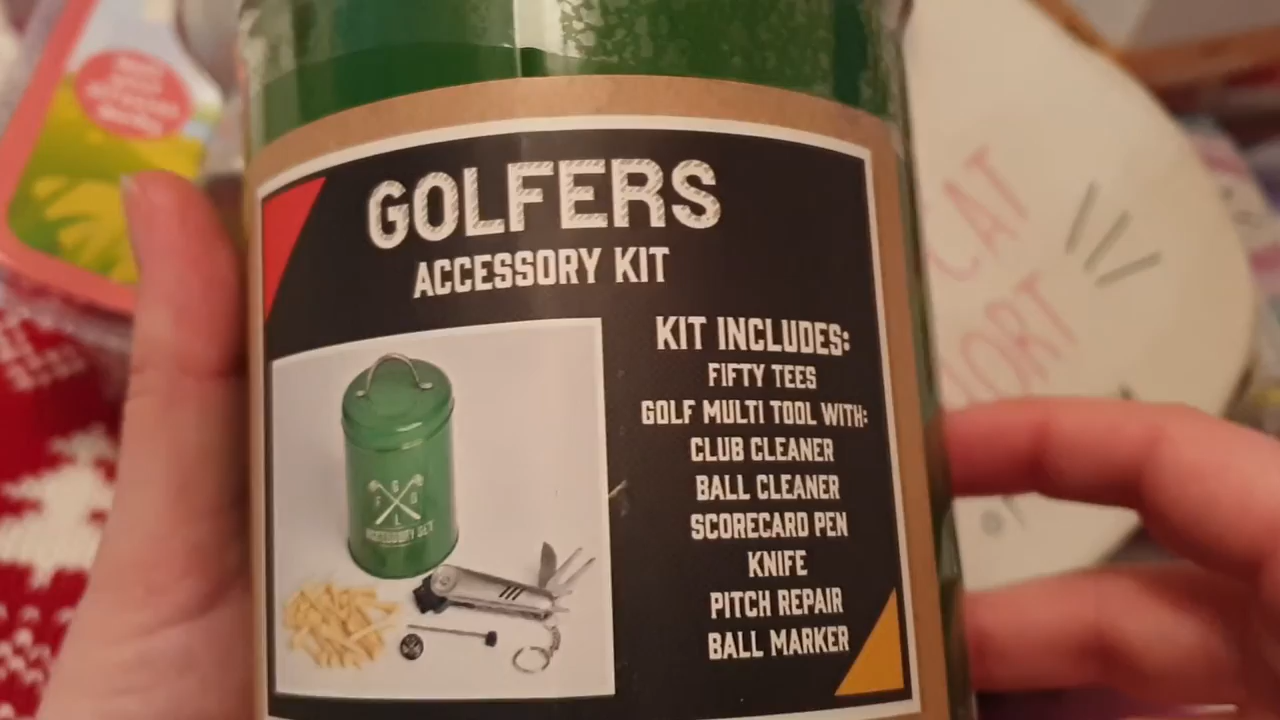 GOLFERS
ACCESSORY KIT
KIT INCLUDES:
FIFTY TEES
GOLF MULTI TOOL WITH:
CLUB CLEANER
BALL CLEANER
SCORECARD PEN
KNIFE
PITCH REPAIR
BALL MARKER
G
F O
L
CAT